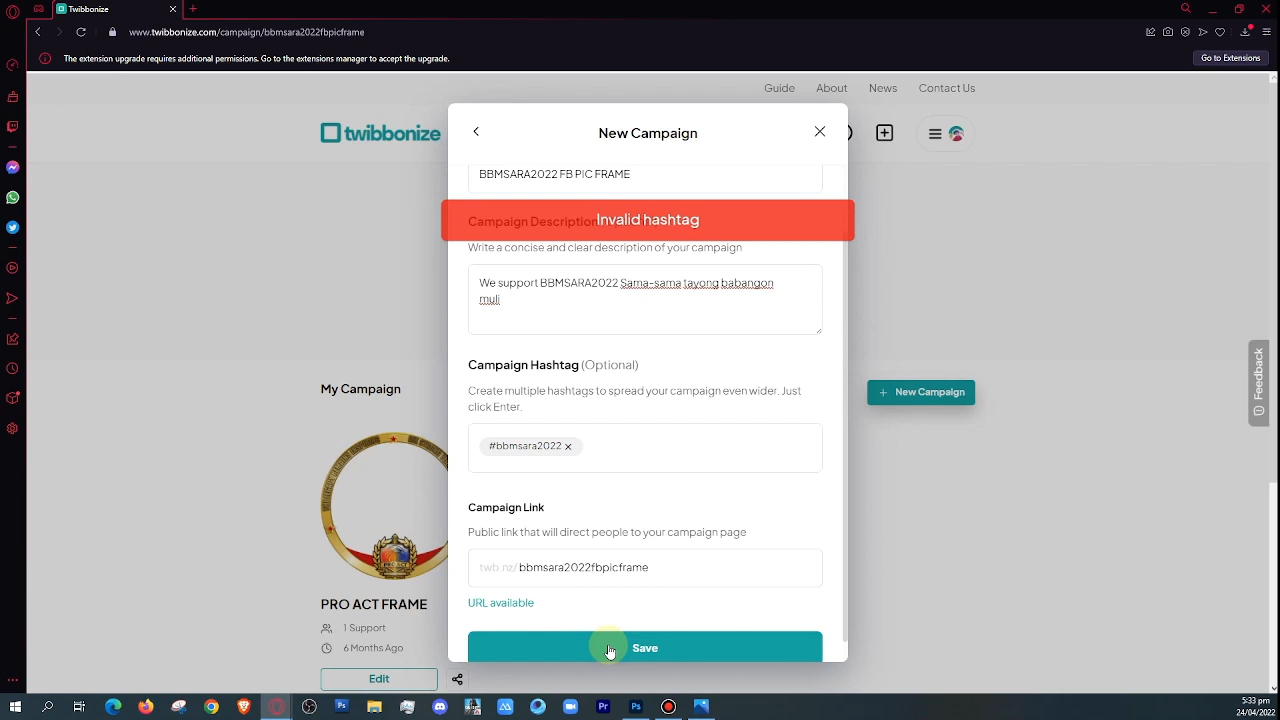 Twibbonize
www.twibbonize.com/campaign/bbmsara2022fbpicframe
The extension upgrade requires additional permissions. Go to the extensions manager to accept the upgrade.
Go to Extensions
Guide About News Contact Us
twibbonize
New Campaign
BBMSARA2022 FB PIC FRAME
Campaign Description
Invalid hashtag
Write a concise and clear description of your campaign
We support BBMSARA2022 Sama-sama tayong babangon
muli
Campaign Hashtag (Optional)
Create multiple hashtags to spread your campaign even wider. Just
click Enter.
#bbmsara2022
Campaign Link
Public link that will direct people to your campaign page
twb.nz/bbmsara2022fbpicframe
URL available
Save
My Campaign
New Campaign
PRO ACT
PRO ACT FRAME
1 Support
6 Months Ago
Edit
Feedback
5:33 pm
24/04/2022